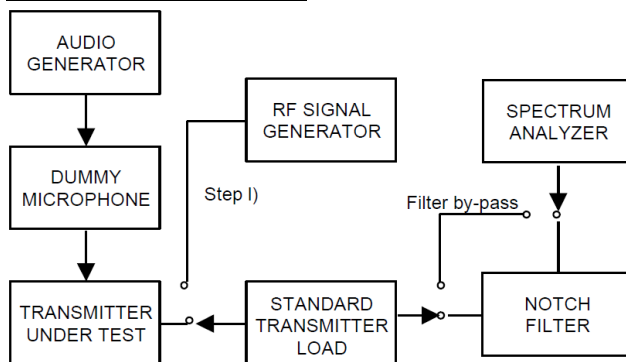 AUDIO
GENERATOR
RF SIGNAL
GENERATOR
SPECTRUM
ANALYZER
DUMMY
MICROPHONE
Step l)
Filter by-pass
TRANSMITTER
UNDER TEST
STANDARD
TRANSMITTER
LOAD
NOTCH
FILTER